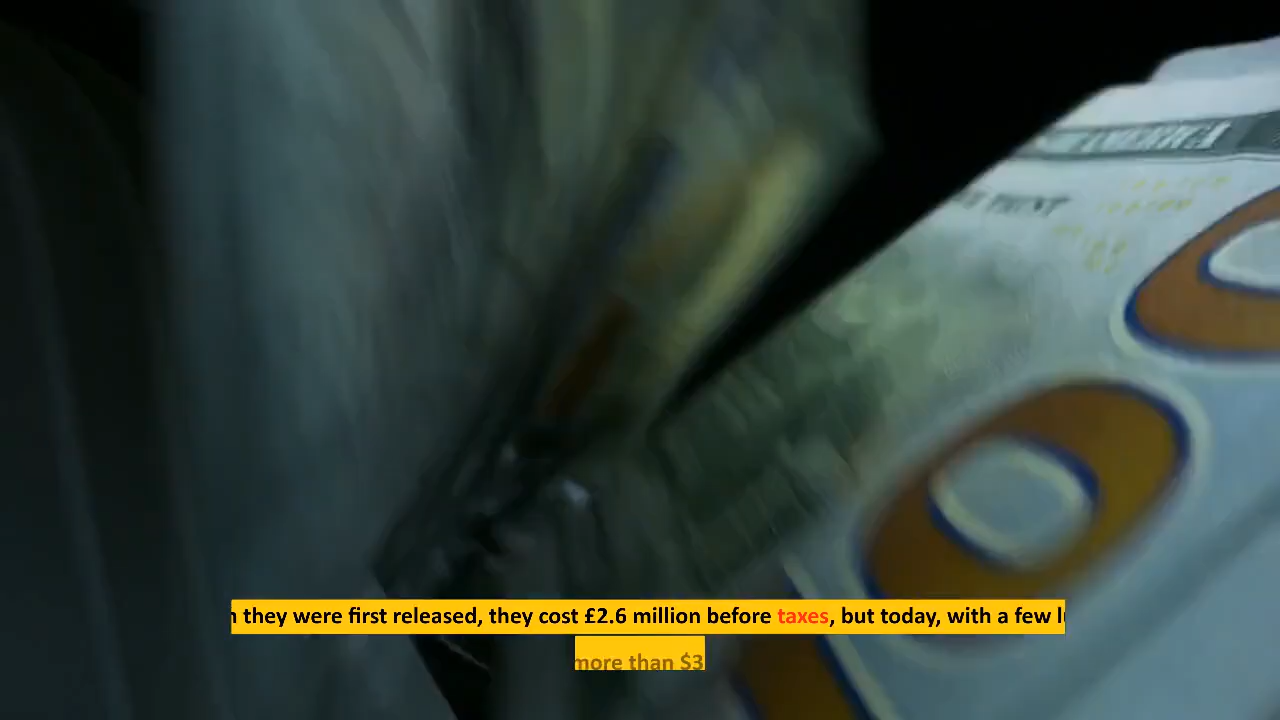 they were first released, they cost £2.6 million before taxes, but today, with a few
more than $3